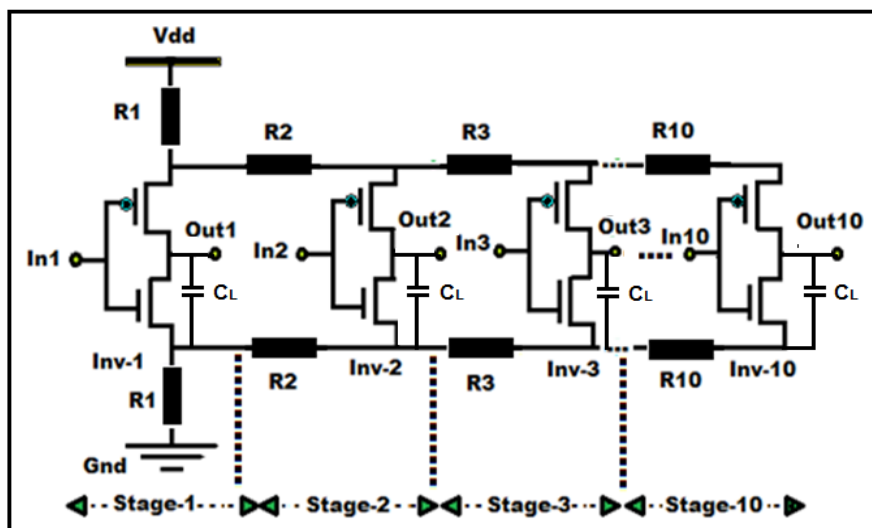 Vdd
R1
R2
R3
R10
Out1
Out2
Out3
Out10
In1
In2
In3
In10
CL
CL
CL
CL
Inv-1
Inv-2
Inv-3
Inv-10
R1
R2
R3
R10
Gnd
Stage-1
Stage-2
Stage-3
Stage-10